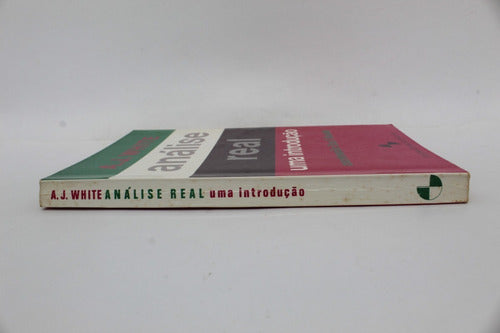 análise
real
uma introdução
A.J. WHITE ANÁLISE REAL uma introdução